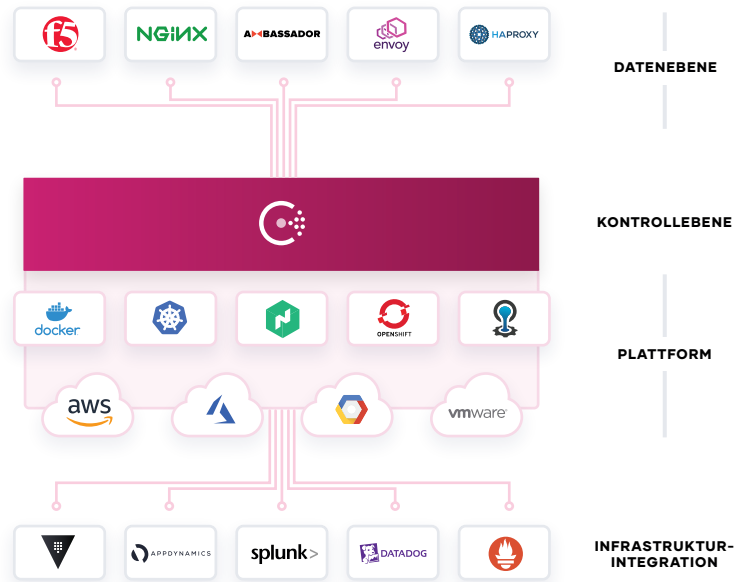 f5
NGINX
AMBASSADOR
envoy
HAPROXY
DATENEBENE
KONTROLLEBENE
docker
OPENSHIFT
PLATTFORM
aws
vmware
APPDYNAMICS
splunk>
DATADOG
INFRASTRUKTUR-
INTEGRATION